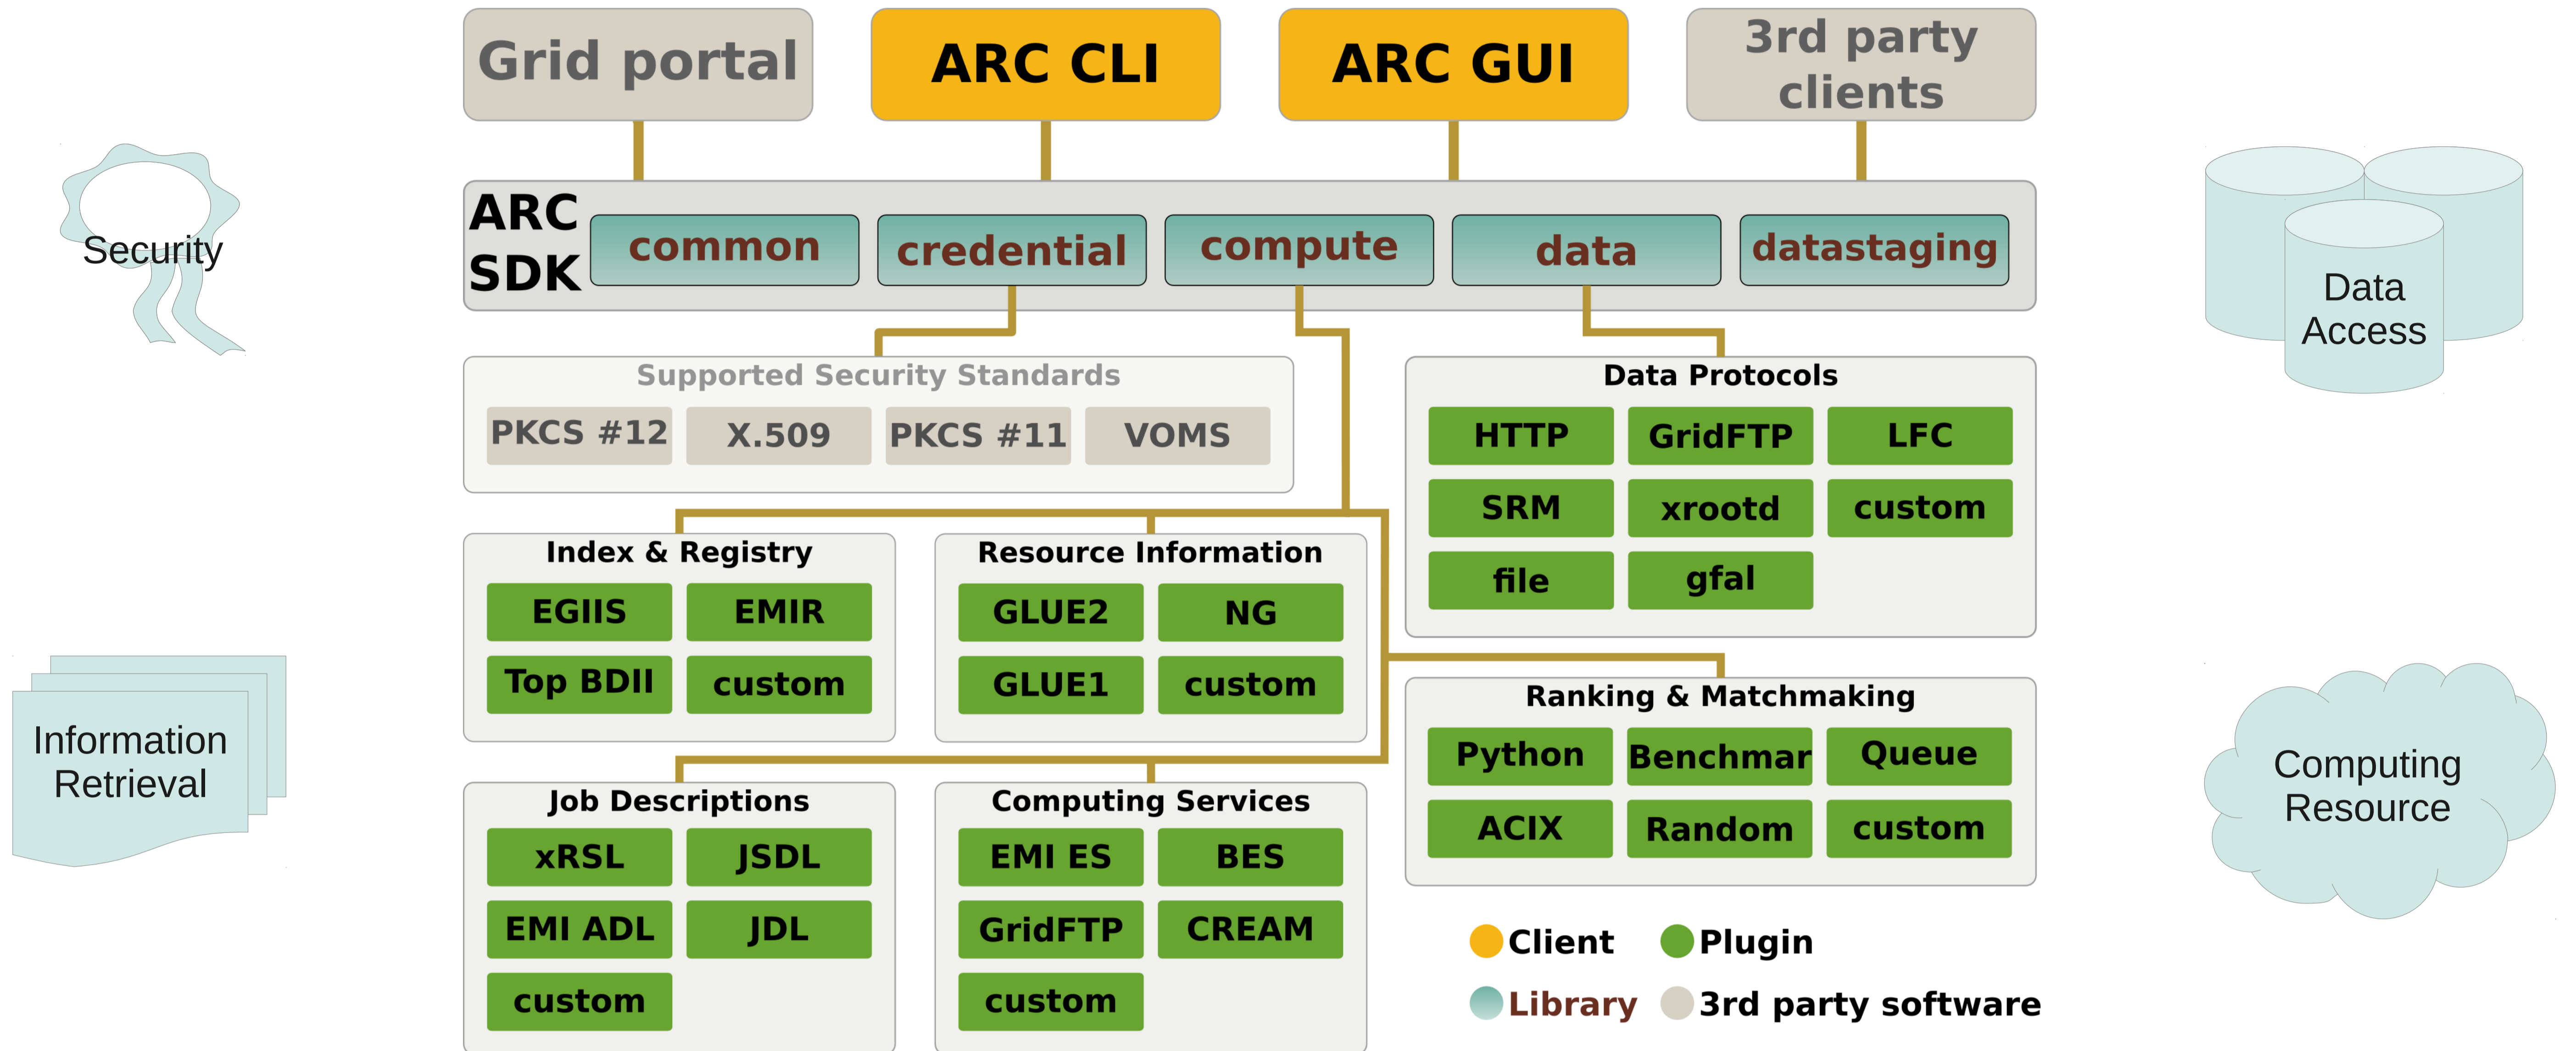 Grid portal
ARC CLI
ARC GUI
3rd party
clients
ARC
SDK
common
credential
compute
data
datastaging
Security
Data
Access
Supported Security Standards
PKCS #12
X.509
PKCS #11
VOMS
Data Protocols
HTTP
GridFTP
LFC
SRM
xrootd
custom
file
gfal
Index & Registry
EGIIS
EMIR
Top BDII
custom
Resource Information
GLUE2
NG
GLUE1
custom
Ranking & Matchmaking
Python
Benchmar
Queue
ACIX
Random
custom
Information
Retrieval
Computing
Resource
Job Descriptions
xRSL
JSDL
EMI ADL
JDL
custom
Computing Services
EMI ES
BES
GridFTP
CREAM
custom
Client
Plugin
Library
3rd party software